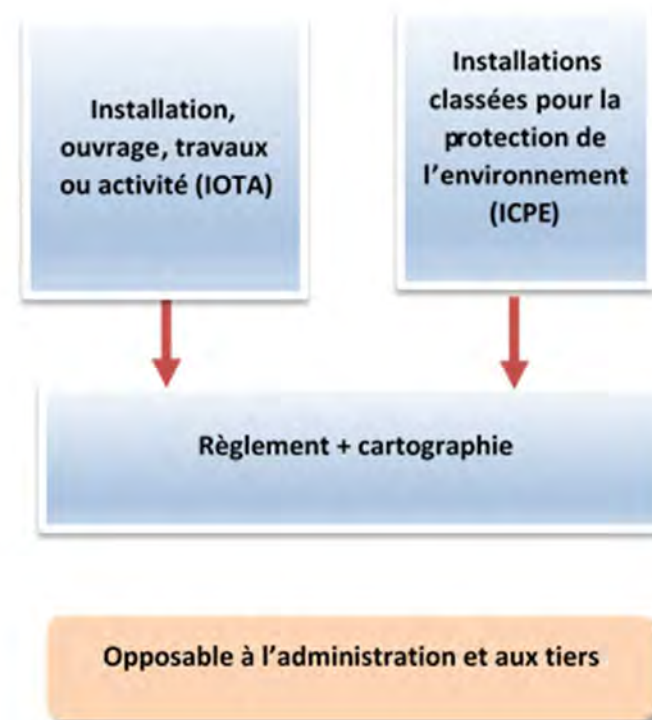 Installation,
ouvrage, travaux
ou activité (IOTA)
Installations
classées pour la
protection de
l’environnement
(ICPE)
Règlement + cartographie
Opposable à l’administration et aux tiers